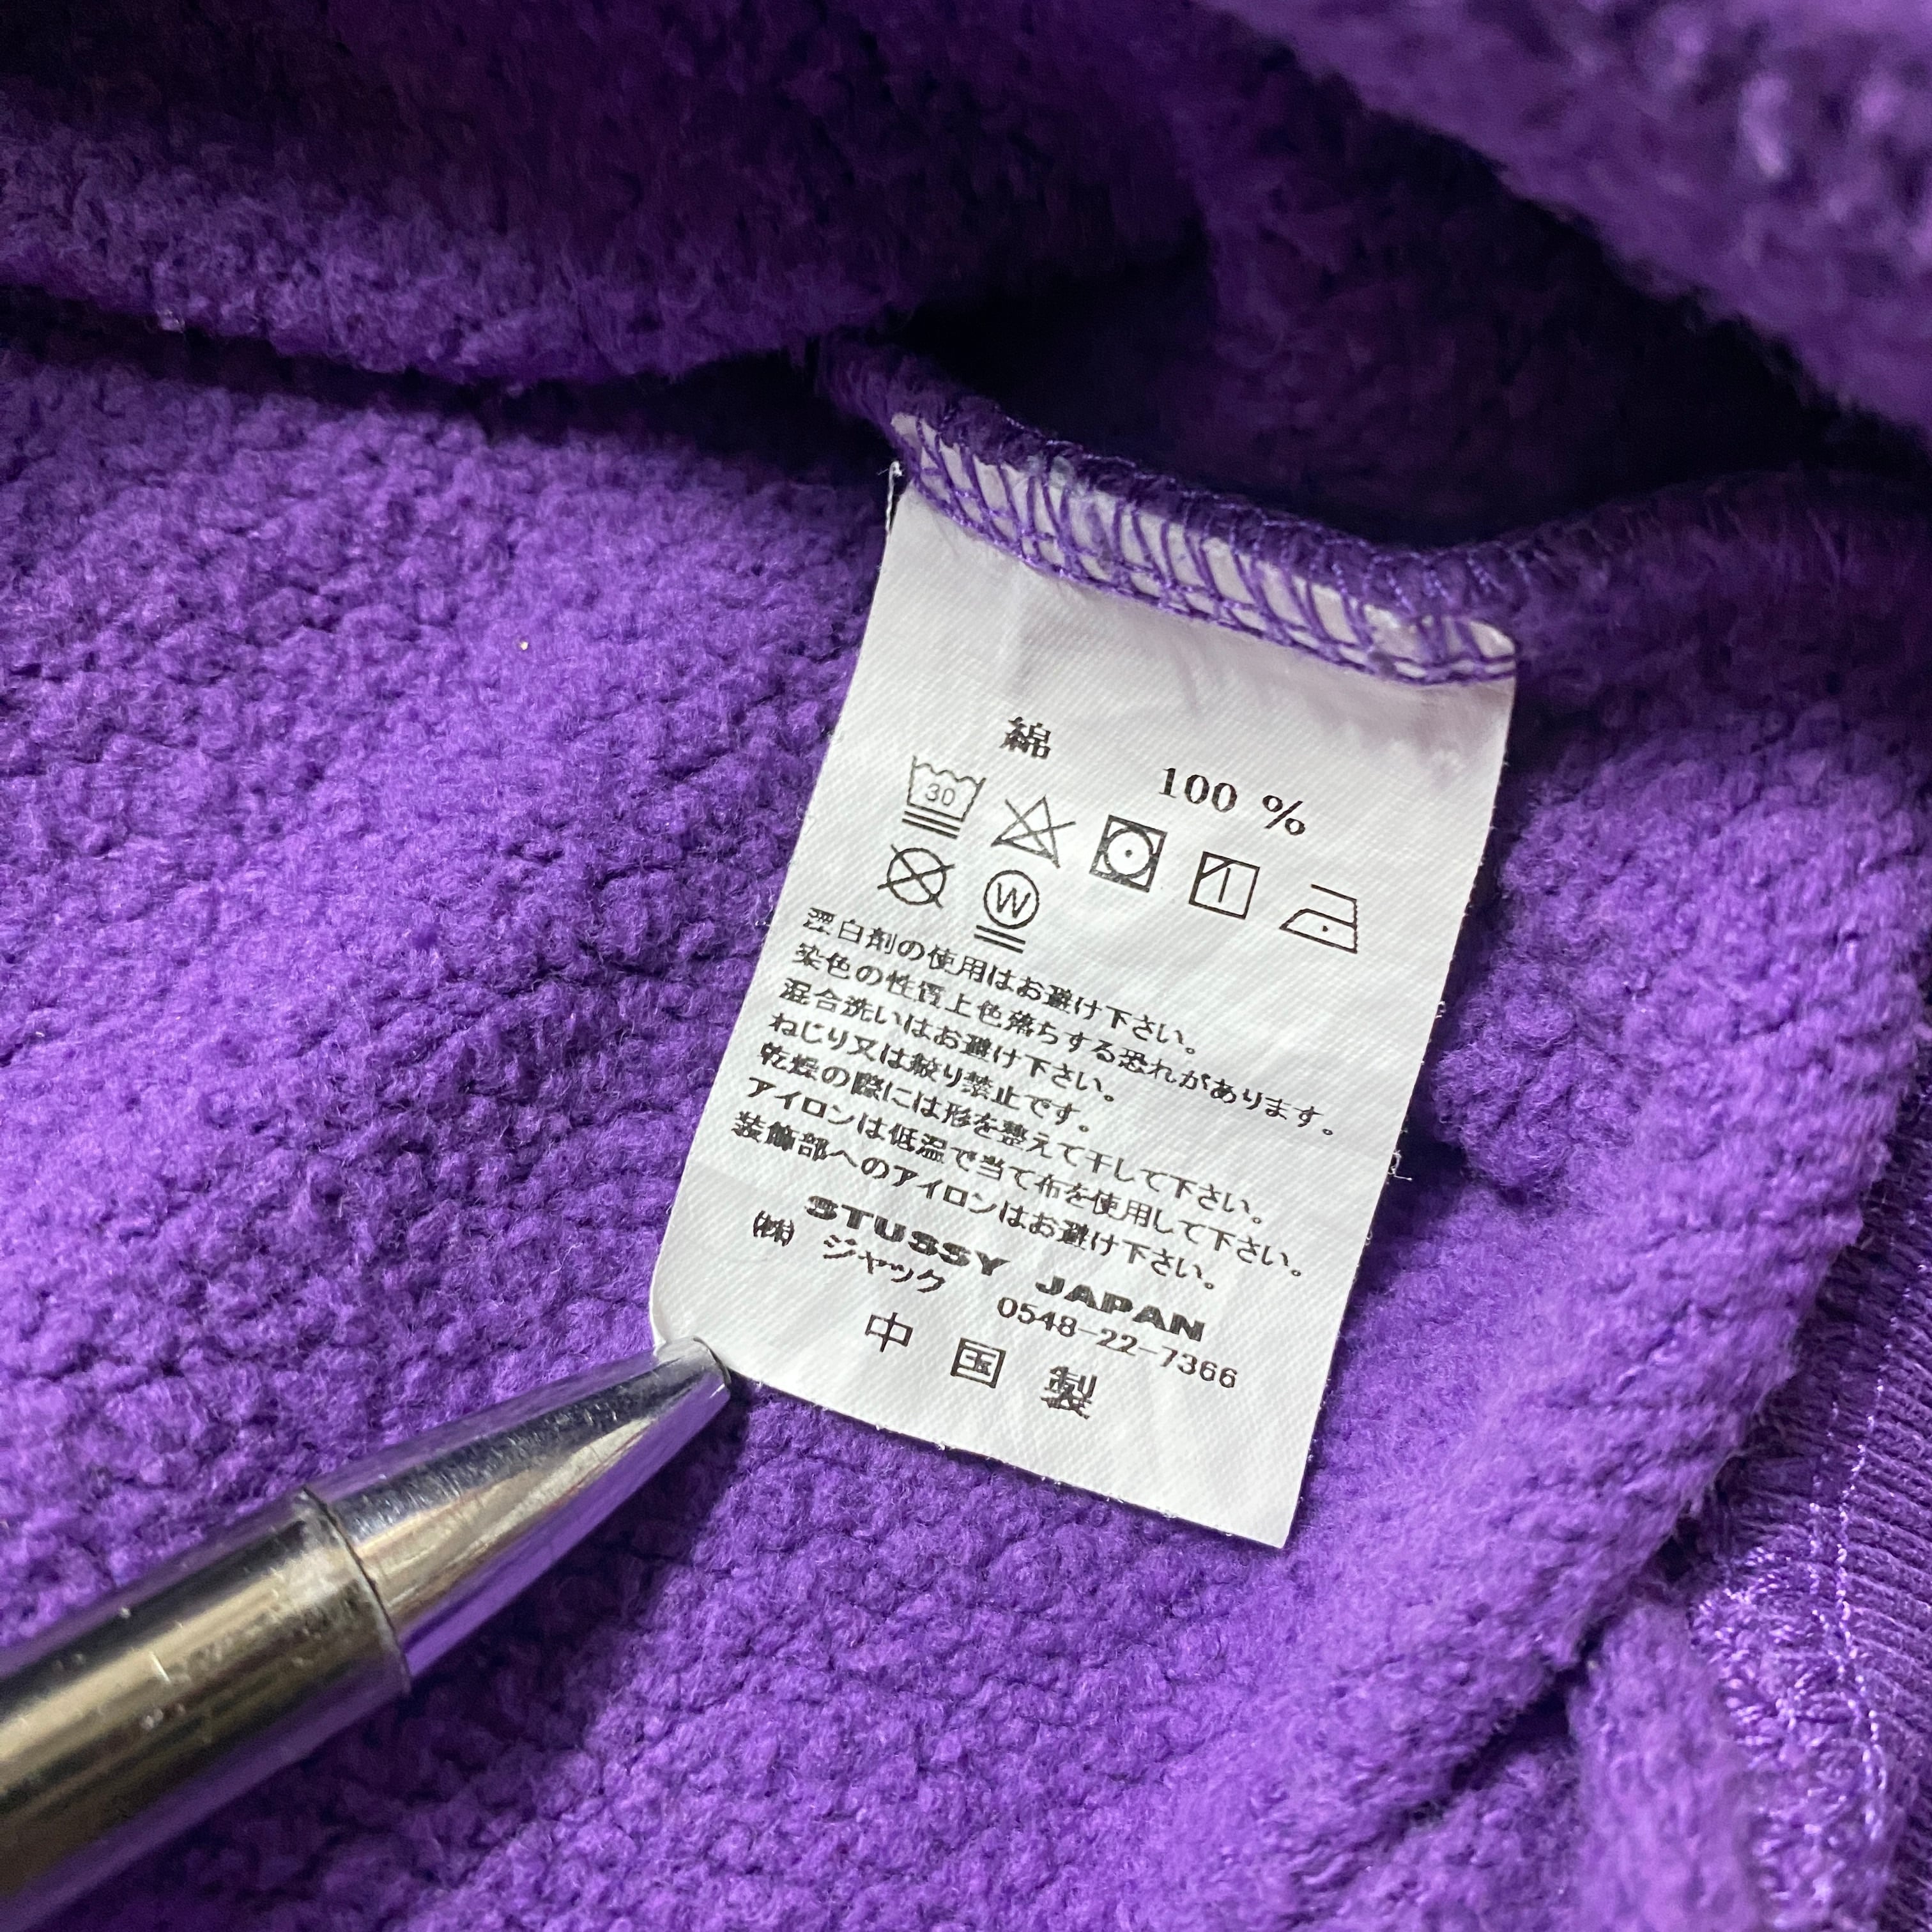 綿 100 %
30
W
漂白剤の使用はお避け下さい。
染色の性質上色落ちする恐れがあります。
混合洗いはお避け下さい。
ねじり又は絞り禁止です。
乾燥の際には形を整えて干して下さい。
アイロンは低温で当て布を使用して下さい。
装飾部へのアイロンはお避け下さい。
STUSSY JAPAN
㈱ ジャック 0548-22-7366
中国製